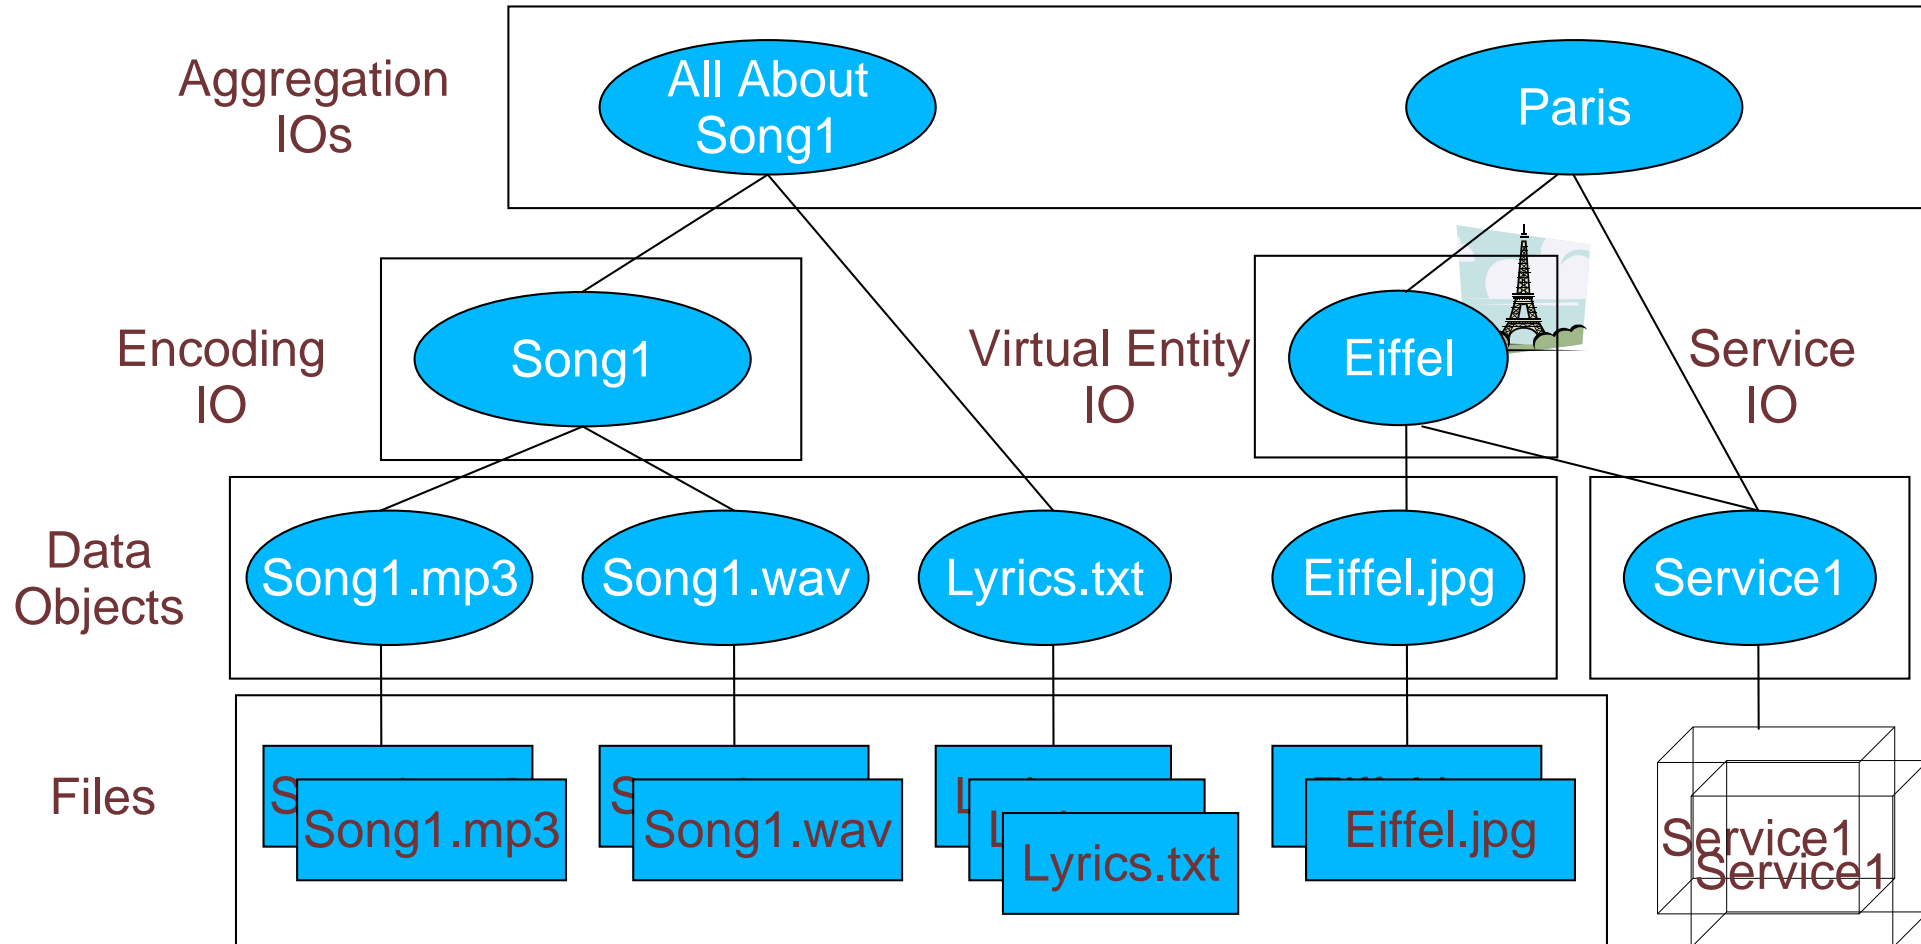 Aggregation
IOs
All About
Song1
Paris
Encoding
IO
Song1
Virtual Entity
IO
Eiffel
Service
IO
Data
Objects
Song1.mp3
Song1.wav
Lyrics.txt
Eiffel.jpg
Service1
Files
Song1.mp3
Song1.wav
Lyrics.txt
Eiffel.jpg
Service1
Service1